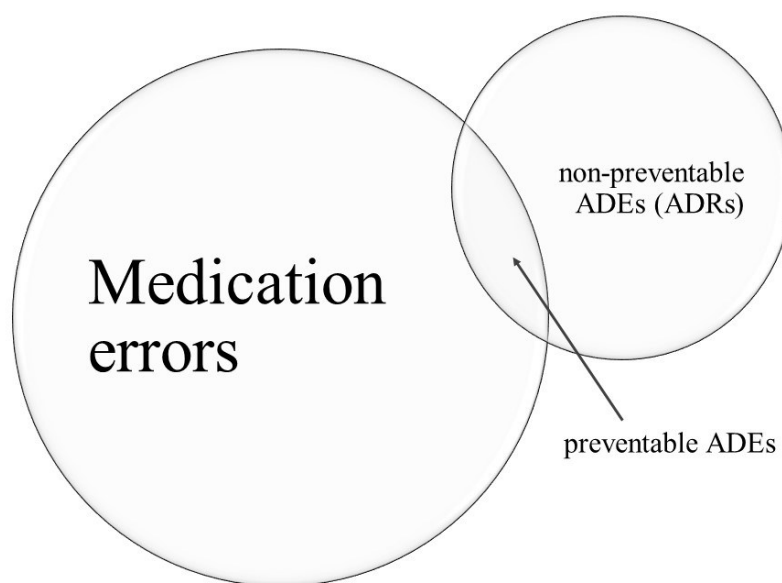 non-preventable
ADEs (ADRs)
Medication
errors
preventable ADEs